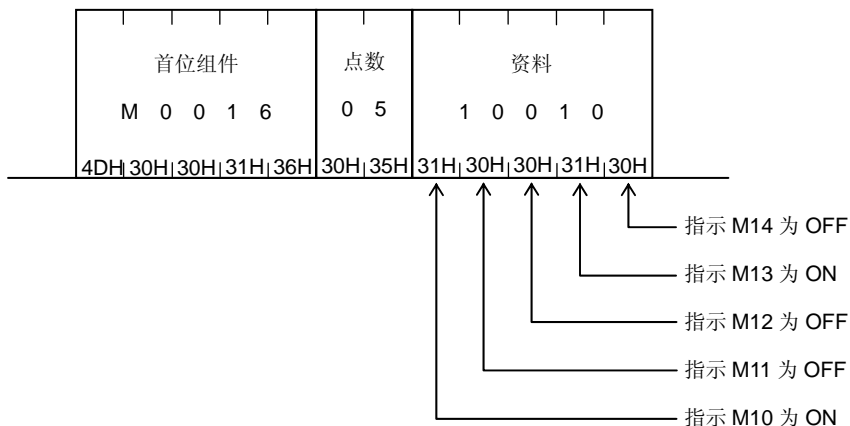 首位组件 点数 资料
M 0 0 1 6 0 5 1 0 0 1 0
4DH 30H 30H 31H 36H 30H 35H 31H 30H 30H 31H 30H
指示 M14 为 OFF
指示 M13 为 ON
指示 M12 为 OFF
指示 M11 为 OFF
指示 M10 为 ON